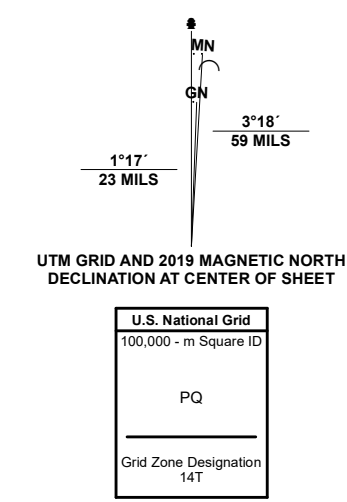 MN
GN
3°18´
59 MILS
1°17´
23 MILS
UTM GRID AND 2019 MAGNETIC NORTH
DECLINATION AT CENTER OF SHEET
U.S. National Grid
100,000 - m Square ID
PQ
Grid Zone Designation
14T